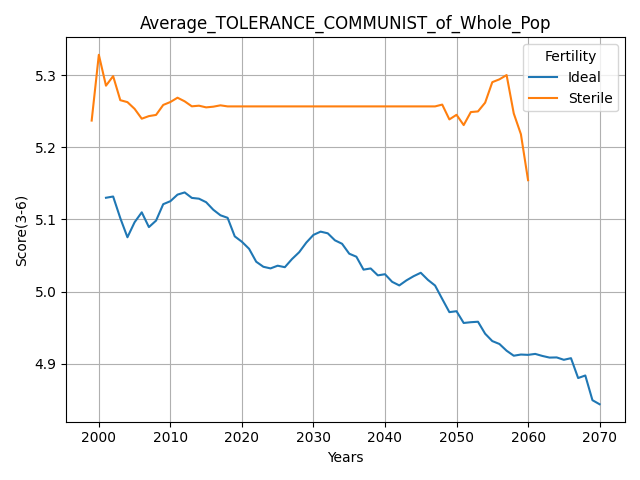 Average_TOLERANCE_COMMUNIST_of_Whole_Pop
Fertility
Ideal
Sterile
Score(3-6)
5.3
5.2
5.1
5.0
4.9
2000 2010 2020 2030 2040 2050 2060 2070
Years